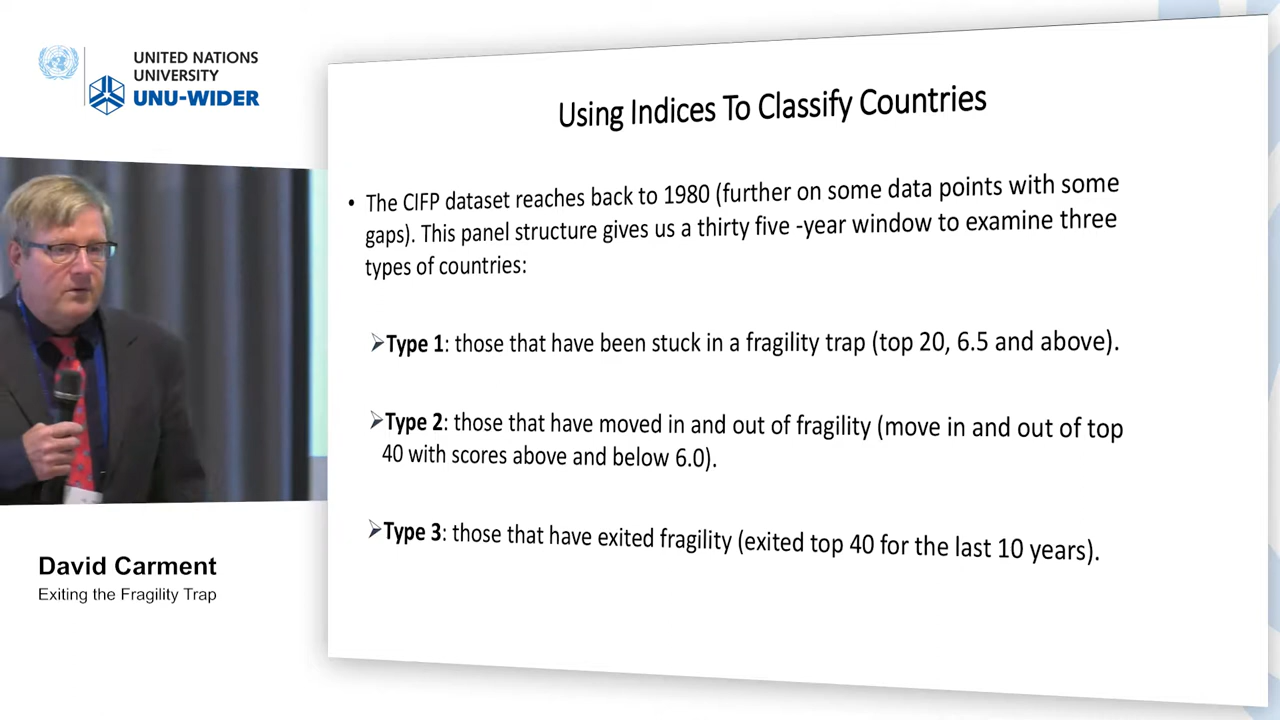 UNITED NATIONS
UNIVERSITY
UNU-WIDER
David Carment
Exiting the Fragility Trap
Using Indices To Classify Countries
• The CIFP dataset reaches back to 1980 (further on some data points with some
gaps). This panel structure gives us a thirty five -year window to examine three
types of countries:
➢Type 1: those that have been stuck in a fragility trap (top 20, 6.5 and above).
➢Type 2: those that have moved in and out of fragility (move in and out of top
40 with scores above and below 6.0).
➢Type 3: those that have exited fragility (exited top 40 for the last 10 years).